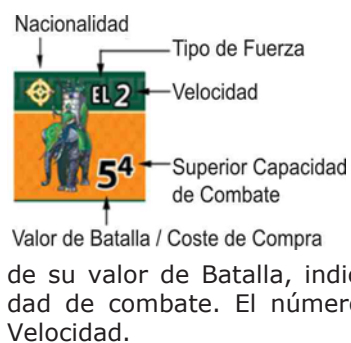 Nacionalidad
Tipo de Fuerza
EL 2
Velocidad
5⁴
Superior Capacidad
de Combate
Valor de Batalla / Coste de Compra
de su valor de Batalla, indi
dad de combate. El númer
Velocidad.